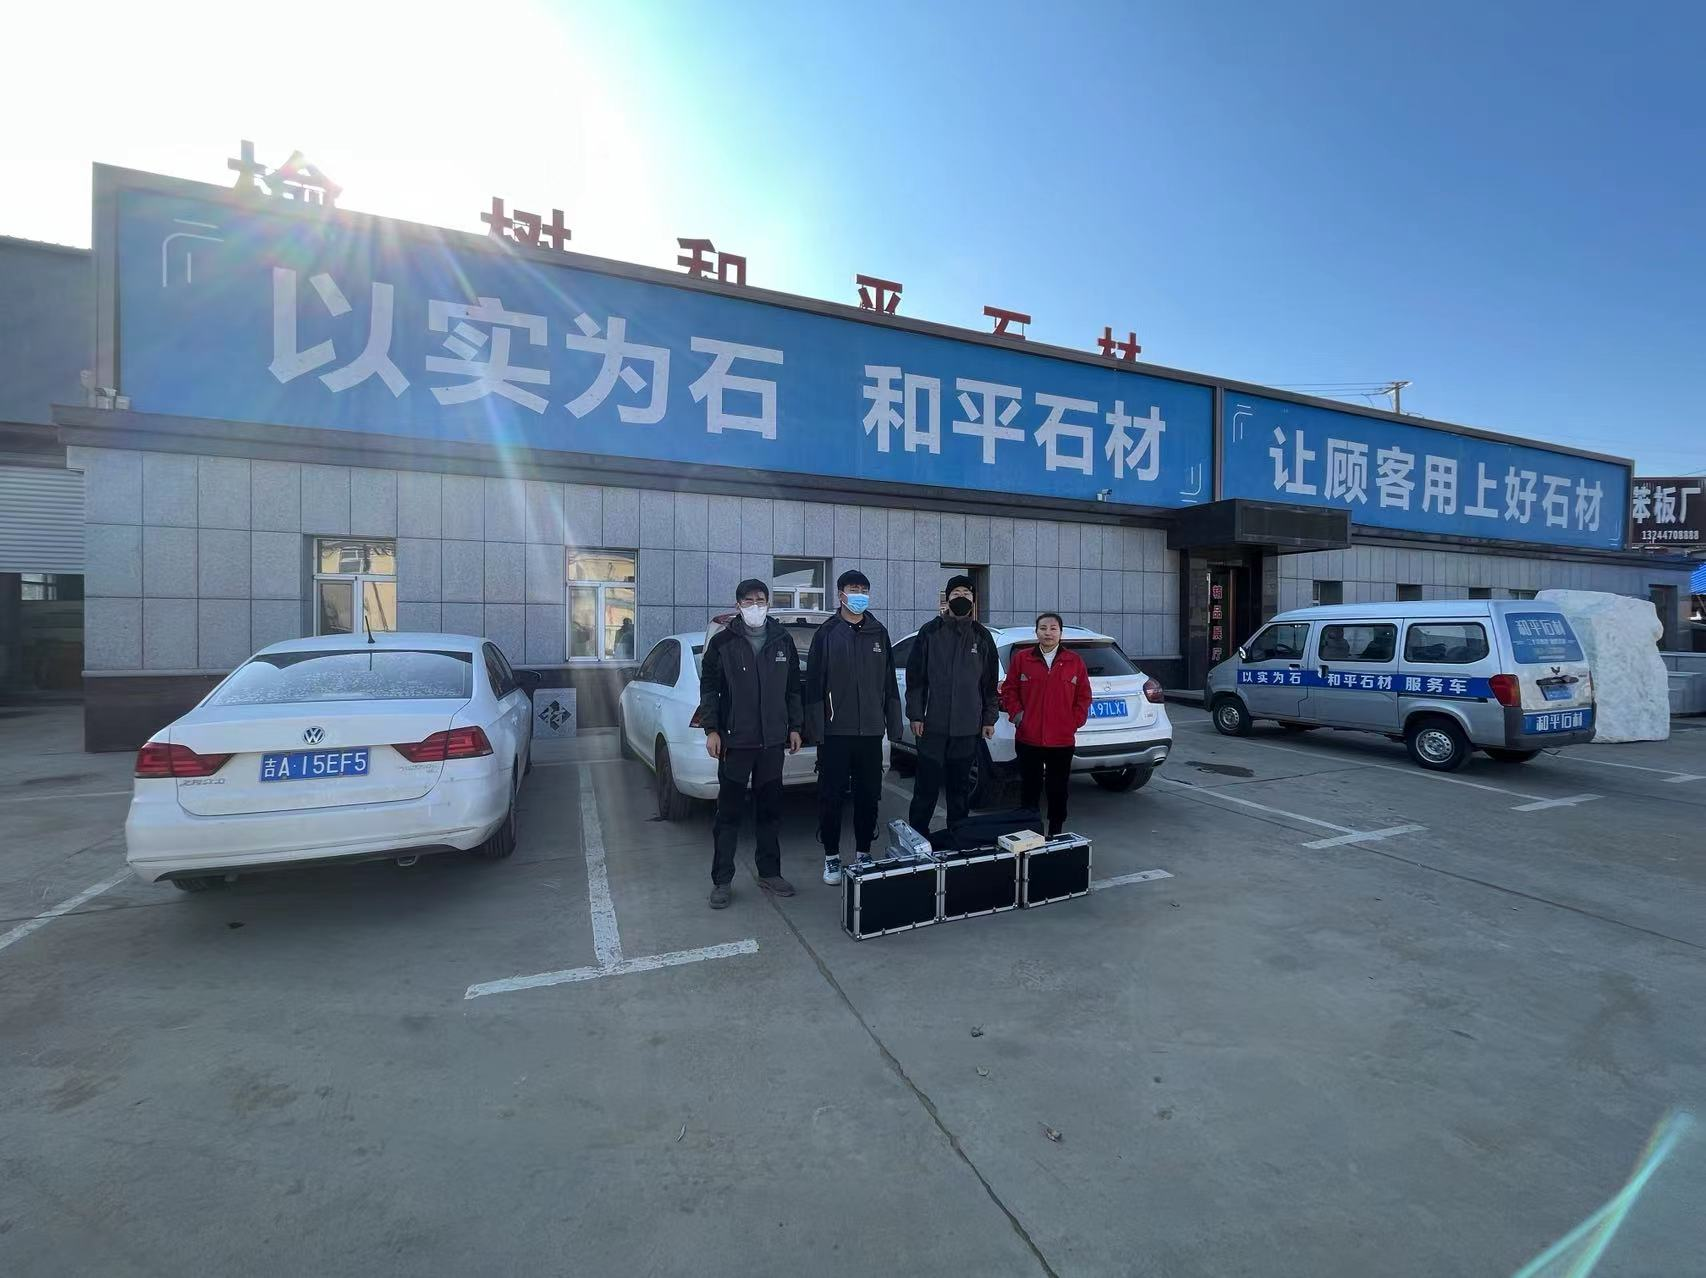 榆树和平石材
以实为石 和平石材
让顾客用上好石材
笨板厂
13244708888
精品展厅
和平石材
以实为石 和平石材 服务车
和平石材
吉A·15EF5
A 97LX7